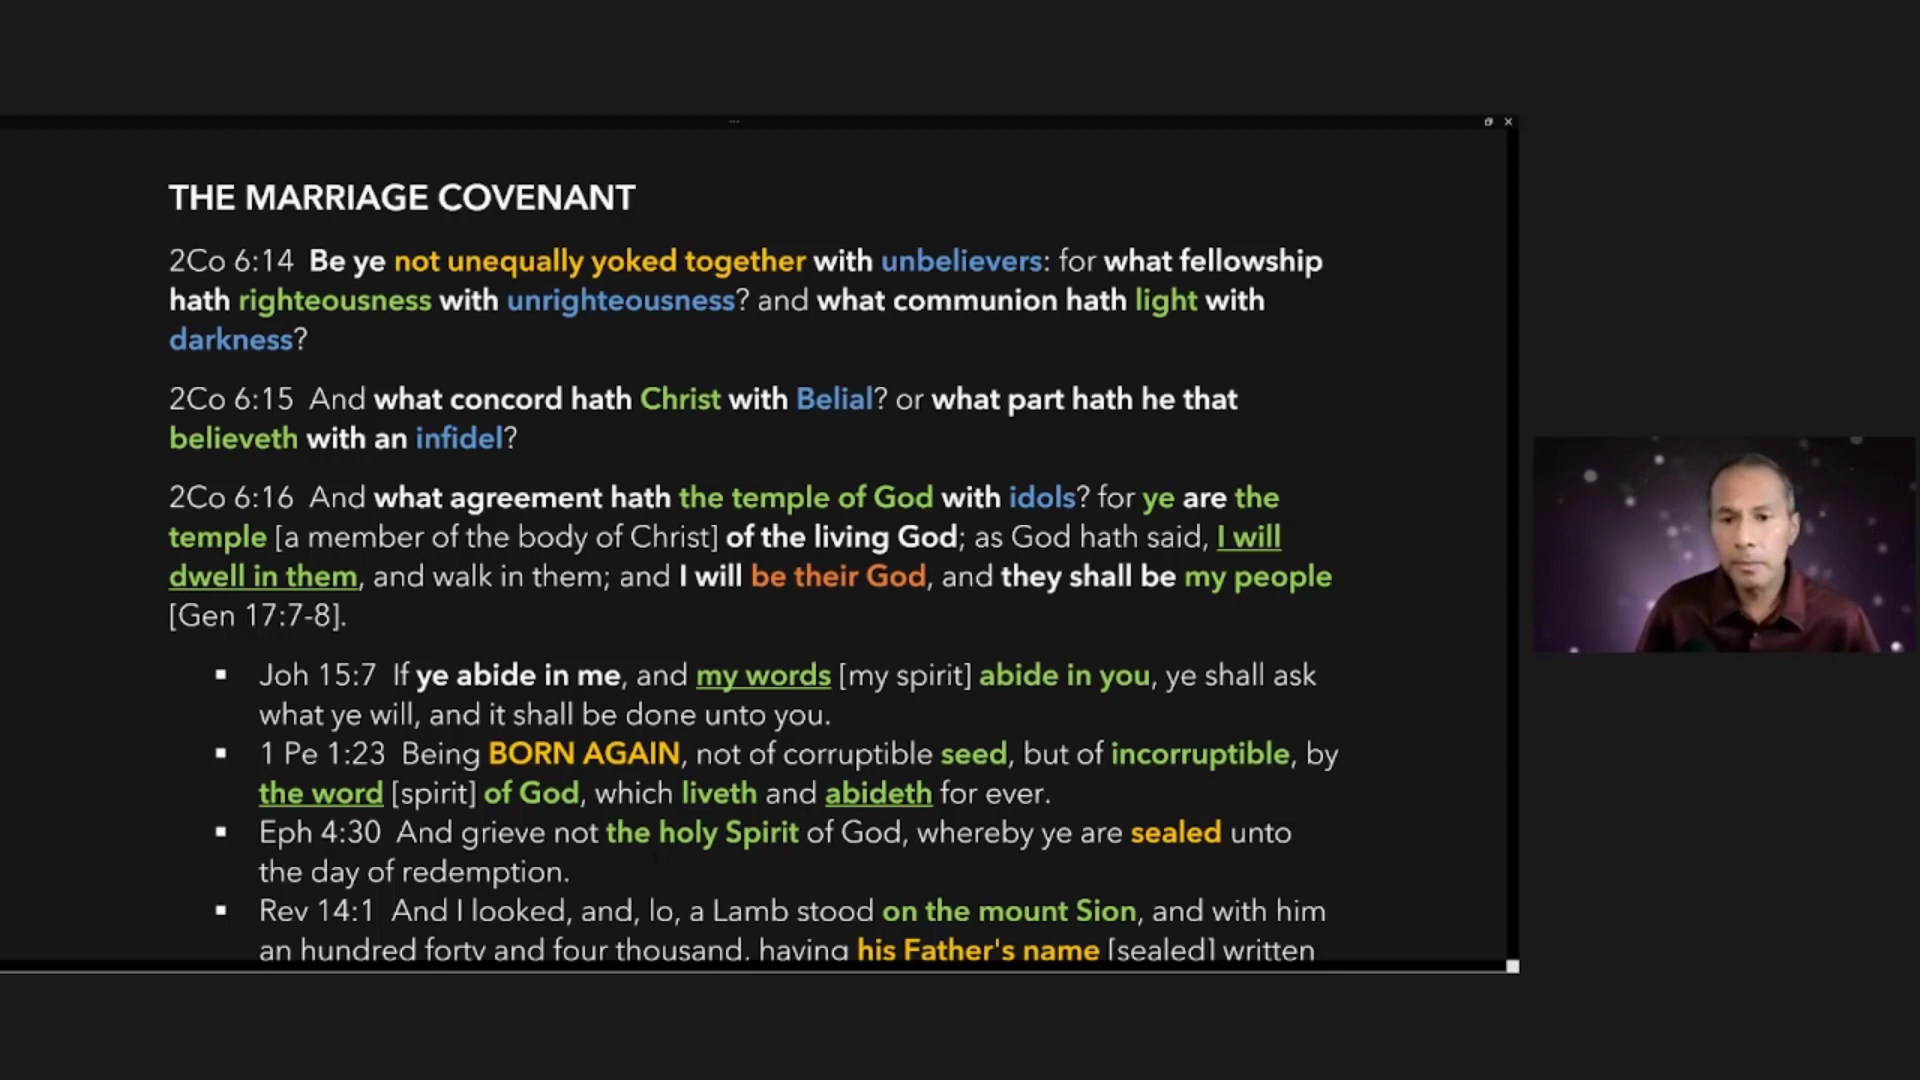 THE MARRIAGE COVENANT
2Co 6:14 Be ye not unequally yoked together with unbelievers: for what fellowship
hath righteousness with unrighteousness? and what communion hath light with
darkness?
2Co 6:15 And what concord hath Christ with Belial? or what part hath he that
believeth with an infidel?
2Co 6:16 And what agreement hath the temple of God with idols? for ye are the
temple [a member of the body of Christ] of the living God; as God hath said, I will
dwell in them, and walk in them; and I will be their God, and they shall be my people
[Gen 17:7-8].
▪ Joh 15:7 If ye abide in me, and my words [my spirit] abide in you, ye shall ask
what ye will, and it shall be done unto you.
▪ 1 Pe 1:23 Being BORN AGAIN, not of corruptible seed, but of incorruptible, by
the word [spirit] of God, which liveth and abideth for ever.
▪ Eph 4:30 And grieve not the holy Spirit of God, whereby ye are sealed unto
the day of redemption.
▪ Rev 14:1 And I looked, and, lo, a Lamb stood on the mount Sion, and with him
an hundred forty and four thousand, having his Father's name [sealed] written